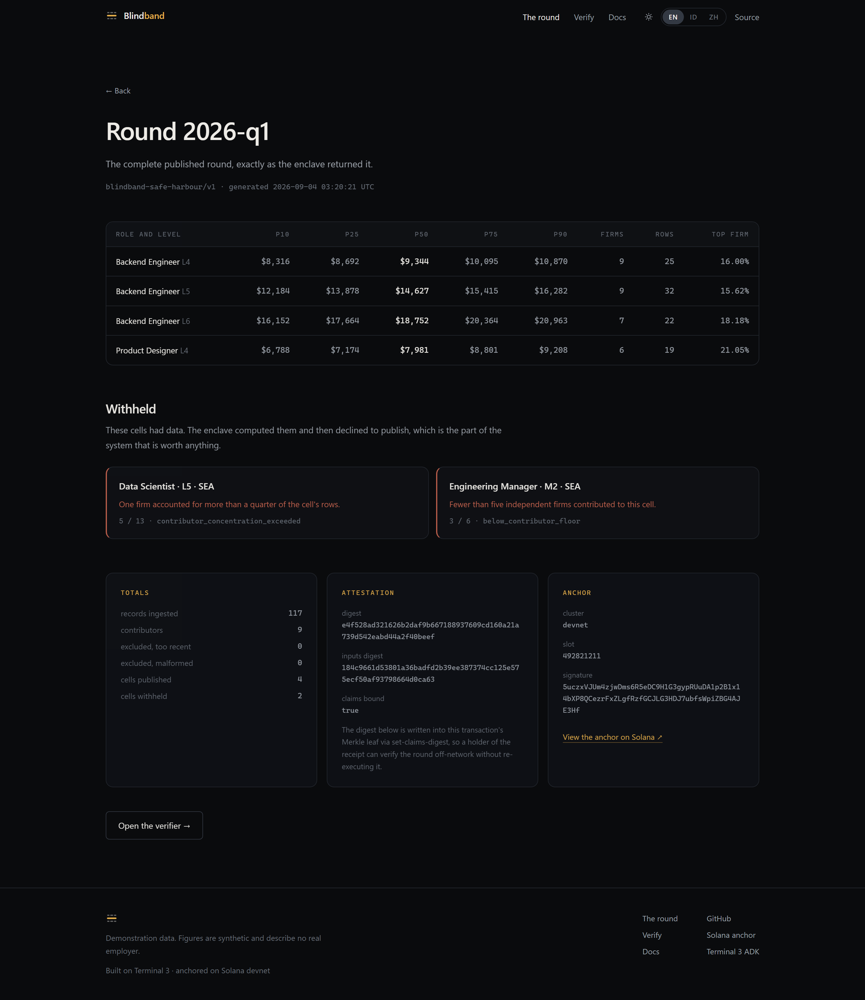 Blindband
The round
Verify
Docs
EN
ID
ZH
Source
← Back
Round 2026-q1
The complete published round, exactly as the enclave returned it.
blindband-safe-harbour/v1 · generated 2026-09-04 03:20:21 UTC
ROLE AND LEVEL P10 P25 P50 P75 P90 FIRMS ROWS TOP FIRM
Backend Engineer L4 $8,316 $8,692 $9,344 $10,095 $10,870 9 25 16.00%
Backend Engineer L5 $12,184 $13,878 $14,627 $15,415 $16,282 9 32 15.62%
Backend Engineer L6 $16,152 $17,664 $18,752 $20,364 $20,963 7 22 18.18%
Product Designer L4 $6,788 $7,174 $7,981 $8,801 $9,208 6 19 21.05%
Withheld
These cells had data. The enclave computed them and then declined to publish, which is the part of the
system that is worth anything.
Data Scientist · L5 · SEA
One firm accounted for more than a quarter of the cell's rows.
5 / 13 · contributor_concentration_exceeded
Engineering Manager · M2 · SEA
Fewer than five independent firms contributed to this cell.
3 / 6 · below_contributor_floor
TOTALS
records ingested 117
contributors 9
excluded, too recent 0
excluded, malformed 0
cells published 4
cells withheld 2
ATTESTATION
digest
e4f528ad321626b2daf9b667188937609cd160a21a
739d542eabd44a2f40beef
inputs digest
184c9661d53801a36badfd2b39ee387374cc125e57
5ecf50af93798664d0ca63
claims bound
true
The digest below is written into this transaction's
Merkle leaf via set-claims-digest, so a holder of the
receipt can verify the round off-network without re-
executing it.
ANCHOR
cluster
devnet
slot
492821211
signature
5uczxVJUm4zjwDms6R5eDC9H1G3gypRUuDA1p2B1x1
4bXP8QCezrFxZLgfRzfGCJLG3HDJ7ubfsWpiZBG4AJ
E3Hf
View the anchor on Solana ↗
Open the verifier →
Demonstration data. Figures are synthetic and describe no real
employer.
Built on Terminal 3 · anchored on Solana devnet
The round
Verify
Docs
GitHub
Solana anchor
Terminal 3 ADK